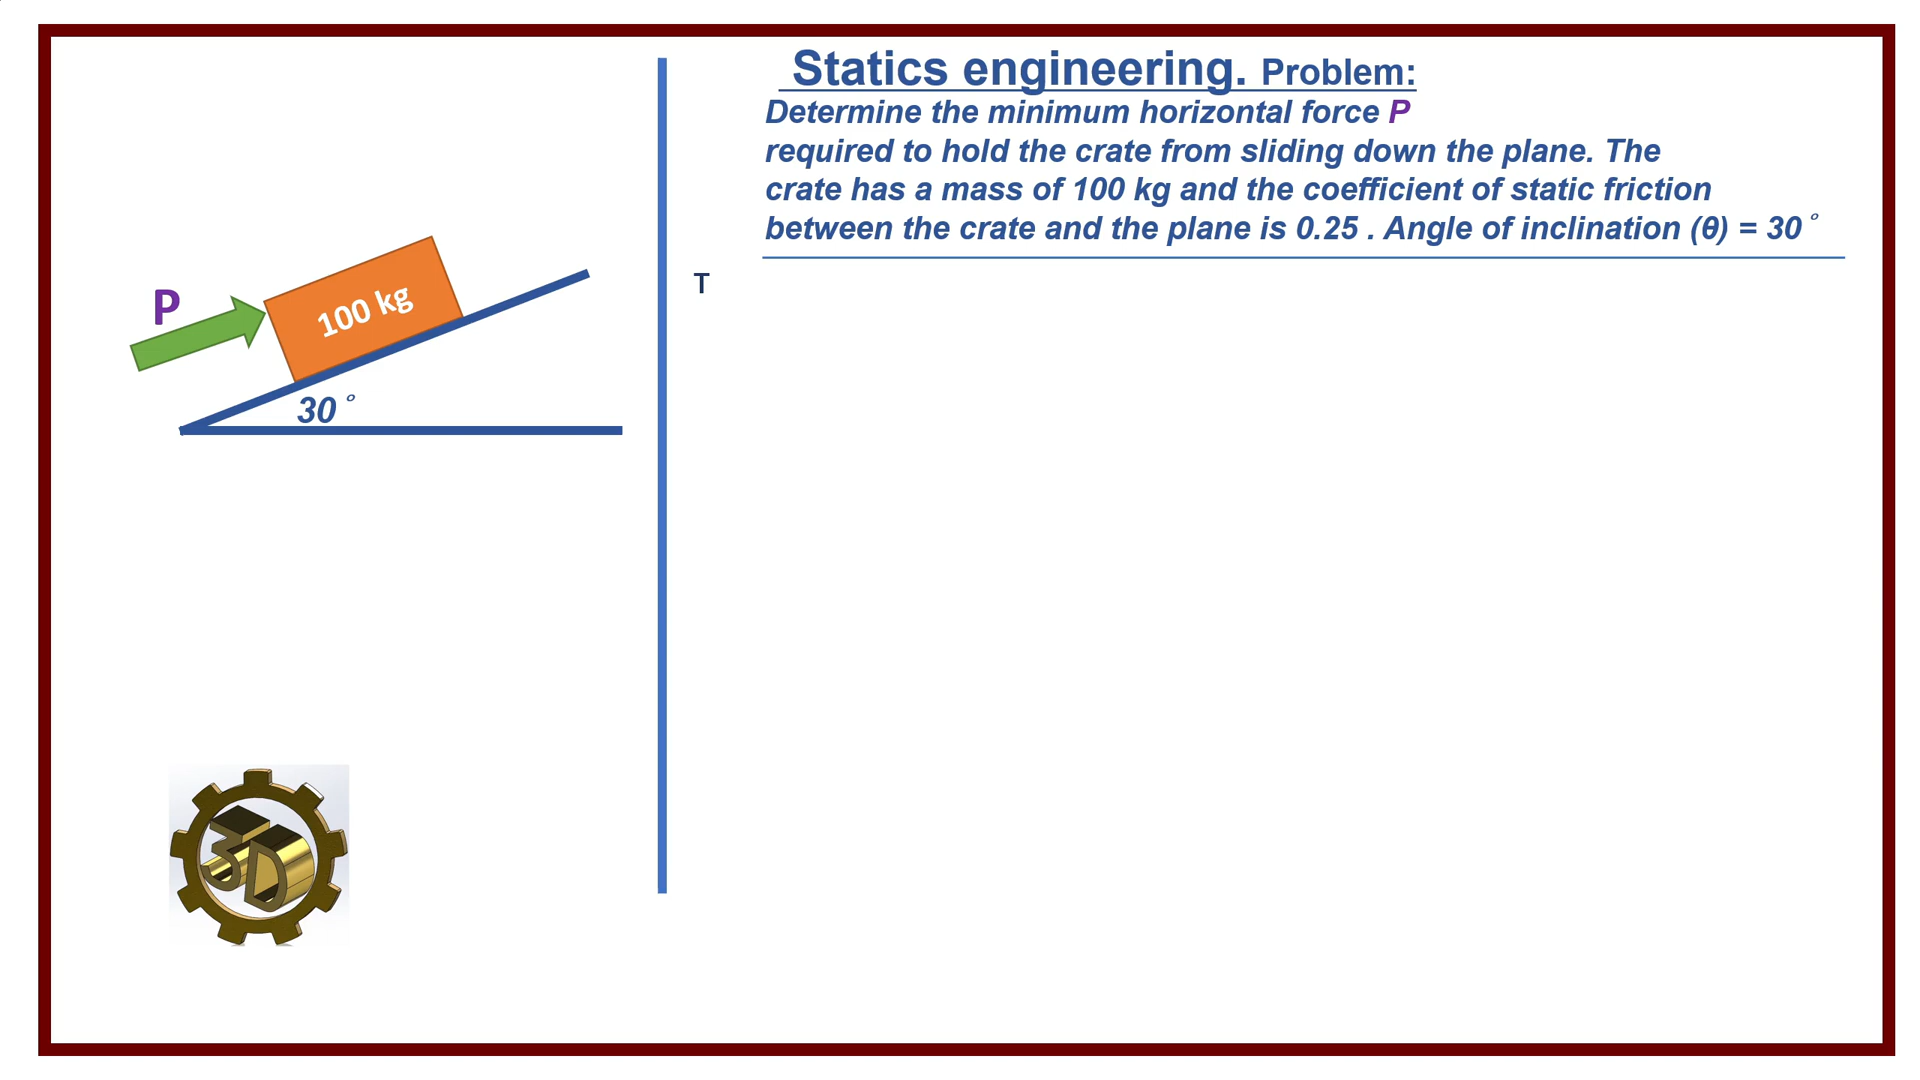 Statics engineering. Problem:
Determine the minimum horizontal force P
required to hold the crate from sliding down the plane. The
crate has a mass of 100 kg and the coefficient of static friction
between the crate and the plane is 0.25 . Angle of inclination (θ) = 30˚
T
P
100 kg
30˚
3D